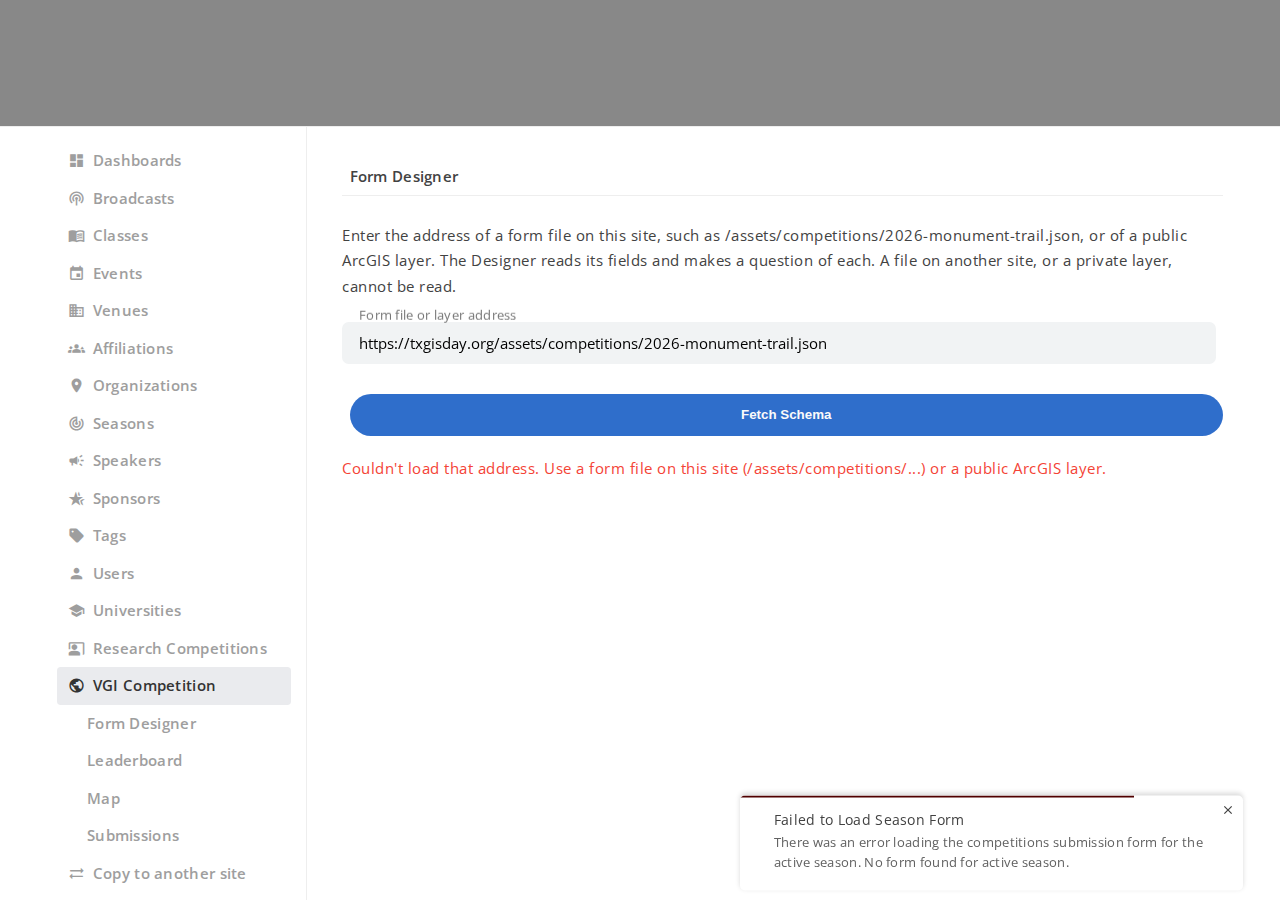 Dashboards
Broadcasts
Classes
Events
Venues
Affiliations
Organizations
Seasons
Speakers
Sponsors
Tags
Users
Universities
Research Competitions
VGI Competition
Form Designer
Leaderboard
Map
Submissions
Copy to another site
Form Designer
Enter the address of a form file on this site, such as /assets/competitions/2026-monument-trail.json, or of a public
ArcGIS layer. The Designer reads its fields and makes a question of each. A file on another site, or a private layer,
cannot be read.
Form file or layer address
https://txgisday.org/assets/competitions/2026-monument-trail.json
Fetch Schema
Couldn't load that address. Use a form file on this site (/assets/competitions/...) or a public ArcGIS layer.
Failed to Load Season Form
There was an error loading the competitions submission form for the
active season. No form found for active season.